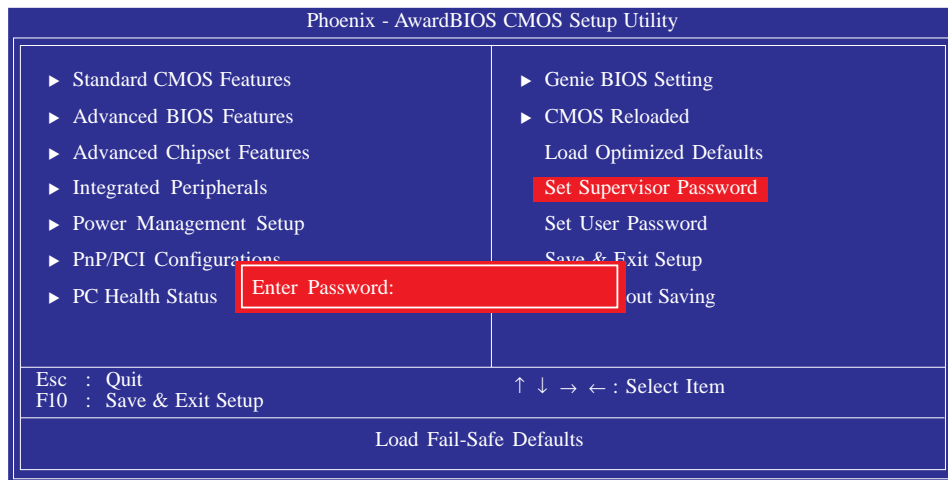 Phoenix - AwardBIOS CMOS Setup Utility
▶ Standard CMOS Features
▶ Advanced BIOS Features
▶ Advanced Chipset Features
▶ Integrated Peripherals
▶ Power Management Setup
▶ PnP/PCI Configurations
▶ PC Health Status
▶ Genie BIOS Setting
▶ CMOS Reloaded
Load Optimized Defaults
Set Supervisor Password
Set User Password
Save & Exit Setup
out Saving
Enter Password:
Esc : Quit
F10 : Save & Exit Setup
↑ ↓ → ← : Select Item
Load Fail-Safe Defaults